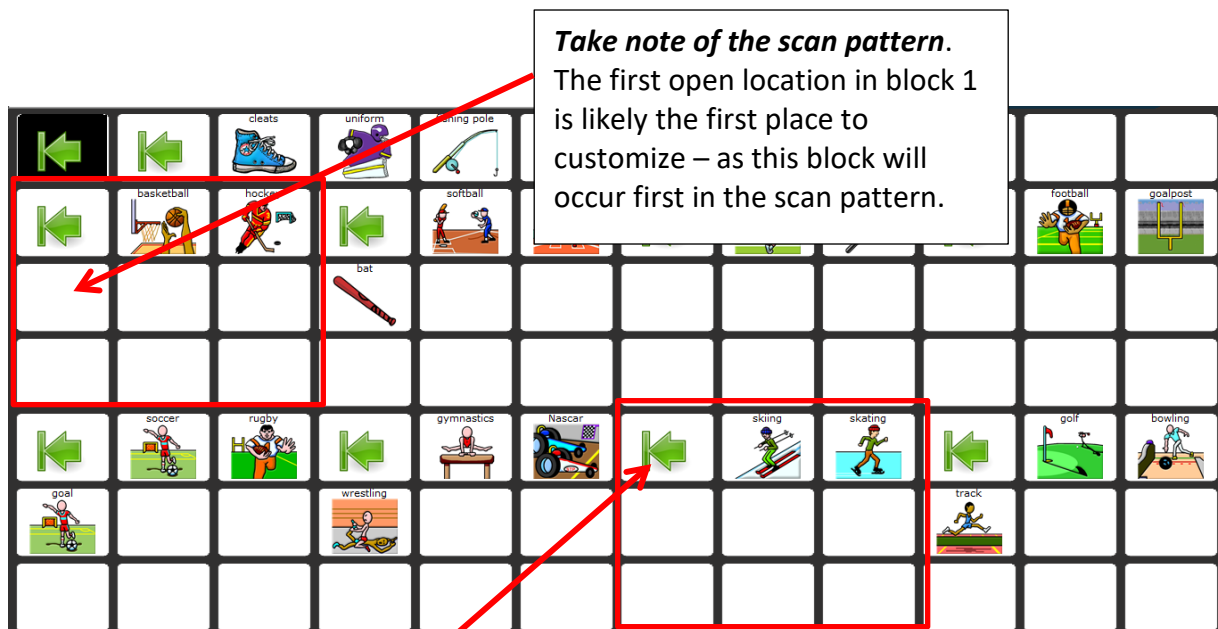 Take note of the scan pattern.
The first open location in block 1
is likely the first place to
customize – as this block will
occur first in the scan pattern.
cleats
uniform
pole
basketball
softball
football
goalpost
bat
soccer
rugby
gymnastics
Nascar
skiing
skating
golf
bowling
goal
wrestling
track